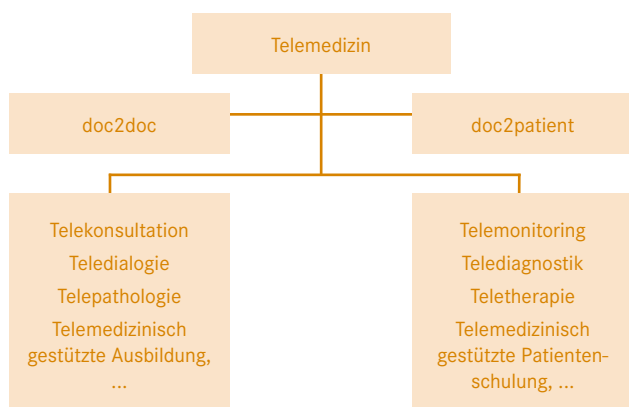 Telemedizin
doc2doc
doc2patient
Telekonsultation
Teledialogie
Telepathologie
Telemedizinisch
gestützte Ausbildung,
...
Telemonitoring
Telediagnostik
Teletherapie
Telemedizinisch
gestützte Patienten-
schulung, ...